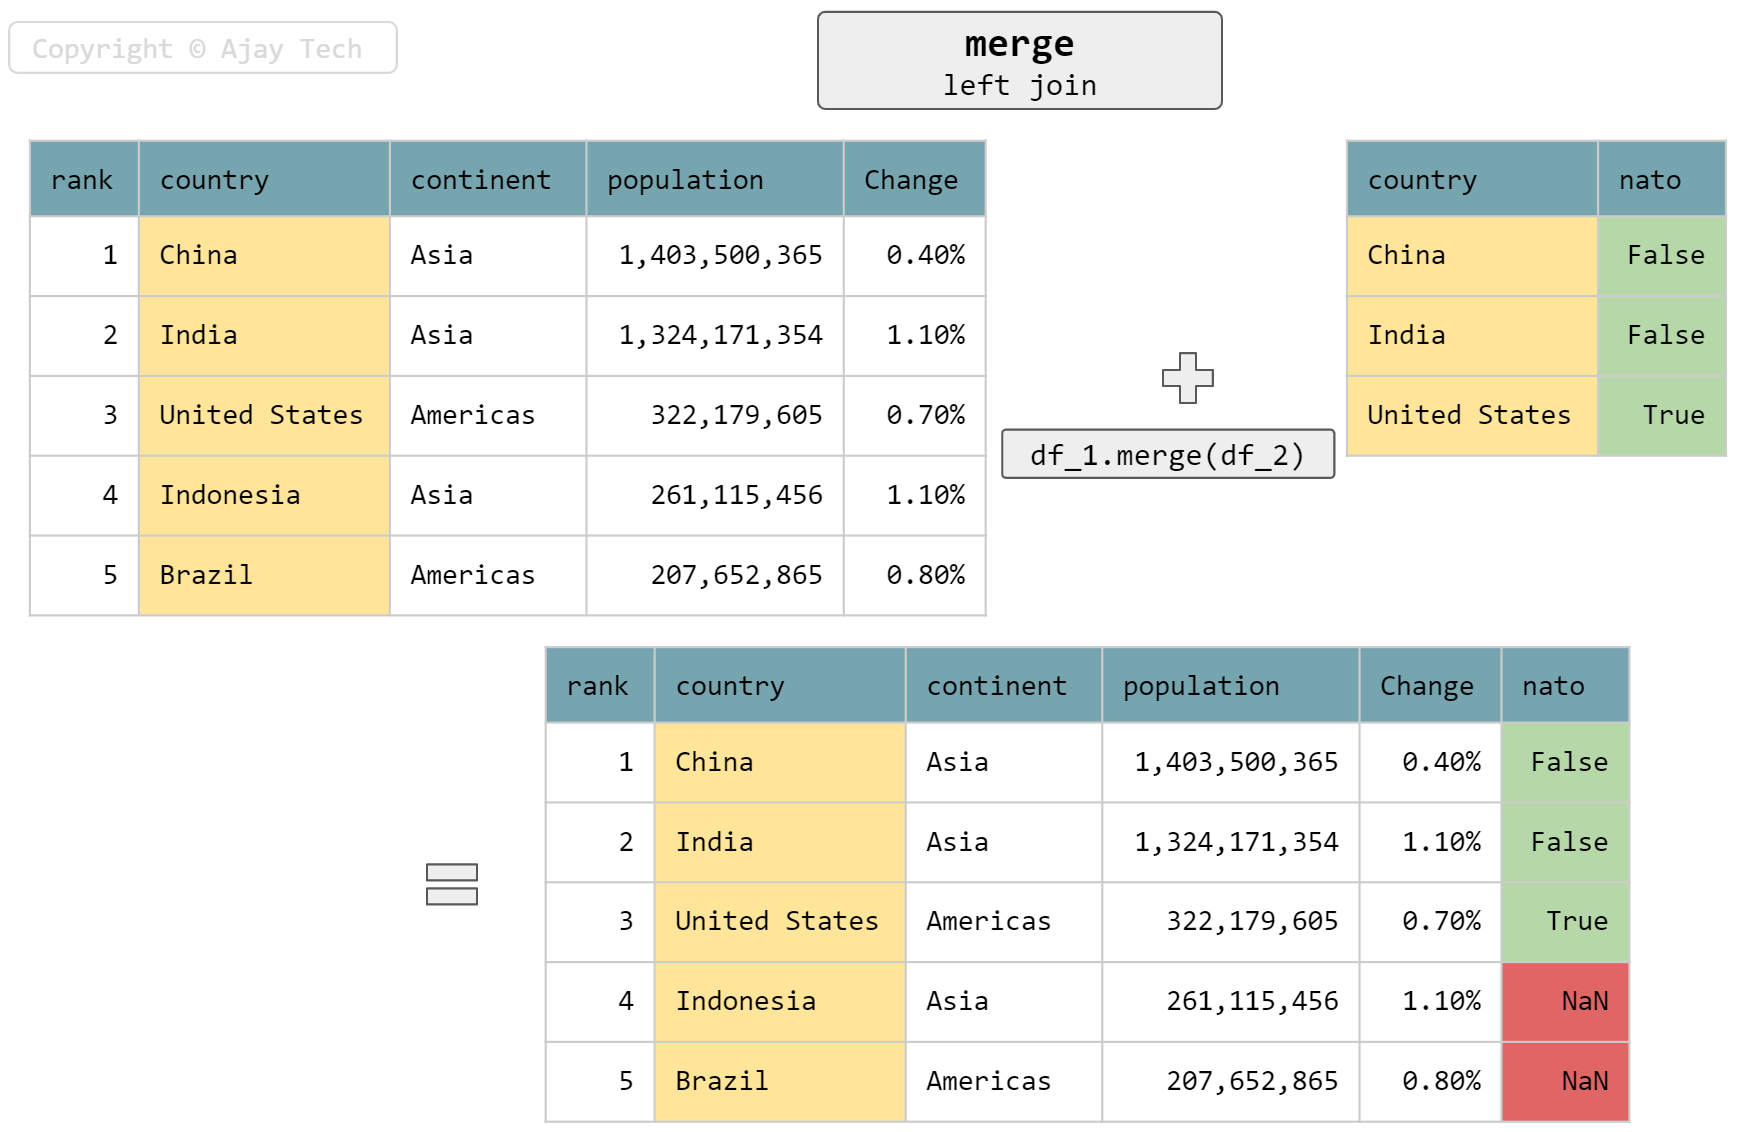 Copyright © Ajay Tech
merge
left join
rank country continent population Change
1 China Asia 1,403,500,365 0.40%
2 India Asia 1,324,171,354 1.10%
3 United States Americas 322,179,605 0.70%
4 Indonesia Asia 261,115,456 1.10%
5 Brazil Americas 207,652,865 0.80%
df_1.merge(df_2)
country nato
China False
India False
United States True
rank country continent population Change nato
1 China Asia 1,403,500,365 0.40% False
2 India Asia 1,324,171,354 1.10% False
3 United States Americas 322,179,605 0.70% True
4 Indonesia Asia 261,115,456 1.10% NaN
5 Brazil Americas 207,652,865 0.80% NaN